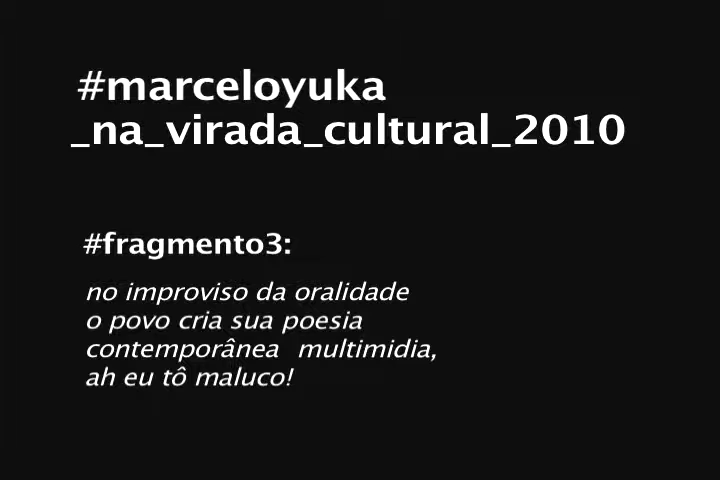 #marceloyuka
_na_virada_cultural_2010
#fragmento3:
no improviso da oralidade
o povo cria sua poesia
contemporânea multimidia,
ah eu tô maluco!